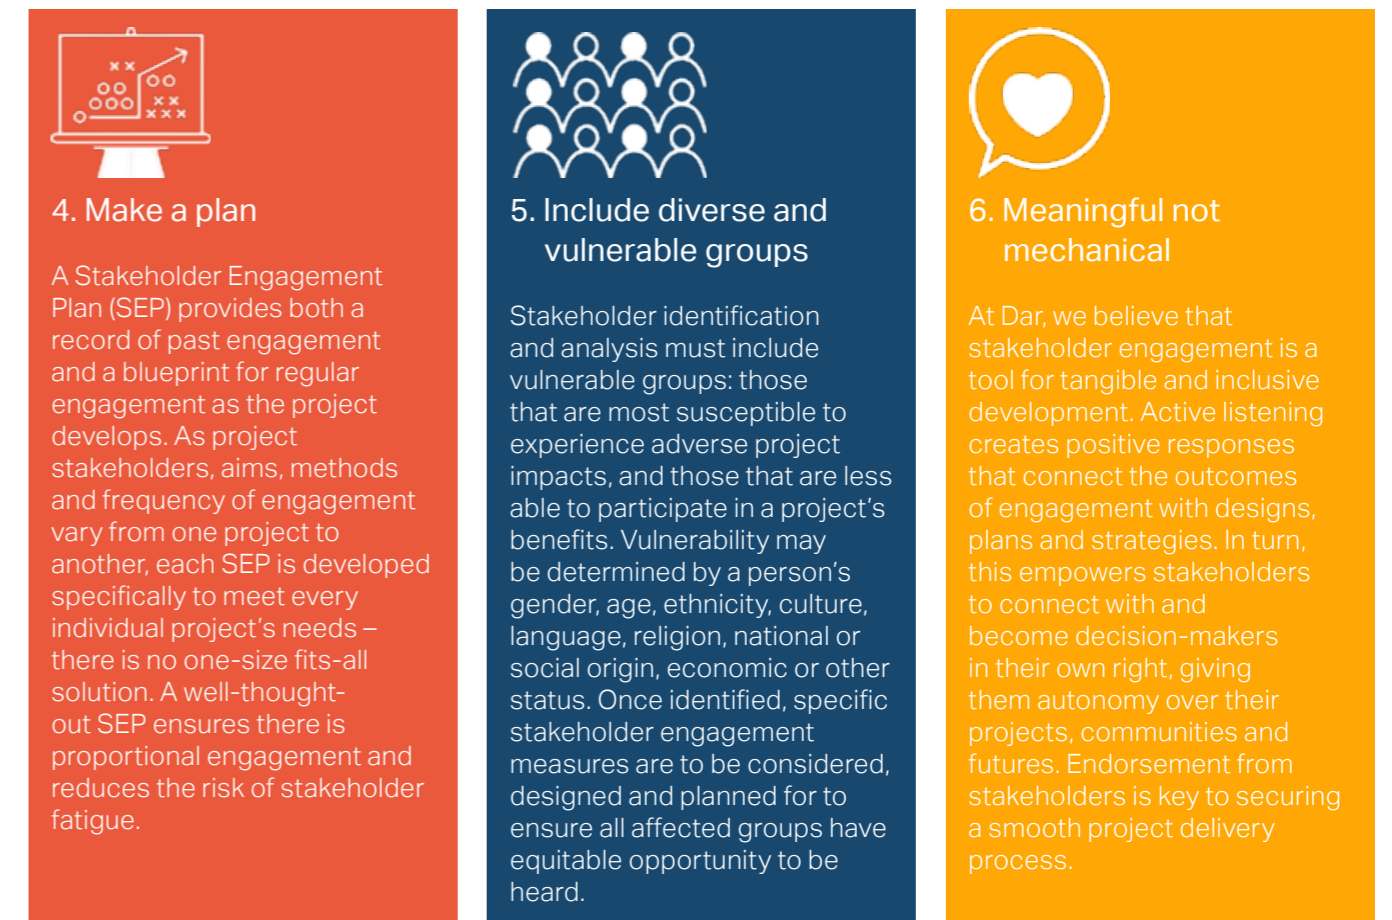 4. Make a plan
A Stakeholder Engagement
Plan (SEP) provides both a
record of past engagement
and a blueprint for regular
engagement as the project
develops. As project
stakeholders, aims, methods
and frequency of engagement
vary from one project to
another, each SEP is developed
specifically to meet every
individual project's needs –
there is no one-size fits-all
solution. A well-thought-
out SEP ensures there is
proportional engagement and
reduces the risk of stakeholder
fatigue.
5. Include diverse and
vulnerable groups
Stakeholder identification
and analysis must include
vulnerable groups: those
that are most susceptible to
experience adverse project
impacts, and those that are less
able to participate in a project's
benefits. Vulnerability may
be determined by a person's
gender, age, ethnicity, culture,
language, religion, national or
social origin, economic or other
status. Once identified, specific
stakeholder engagement
measures are to be considered,
designed and planned for to
ensure all affected groups have
equitable opportunity to be
heard.
6. Meaningful not
mechanical
At Dar, we believe that
stakeholder engagement is a
tool for tangible and inclusive
development. Active listening
creates positive responses
that connect the outcomes
of engagement with designs,
plans and strategies. In turn,
this empowers stakeholders
to connect with and
become decision-makers
in their own right, giving
them autonomy over their
projects, communities and
futures. Endorsement from
stakeholders is key to securing
a smooth project delivery
process.